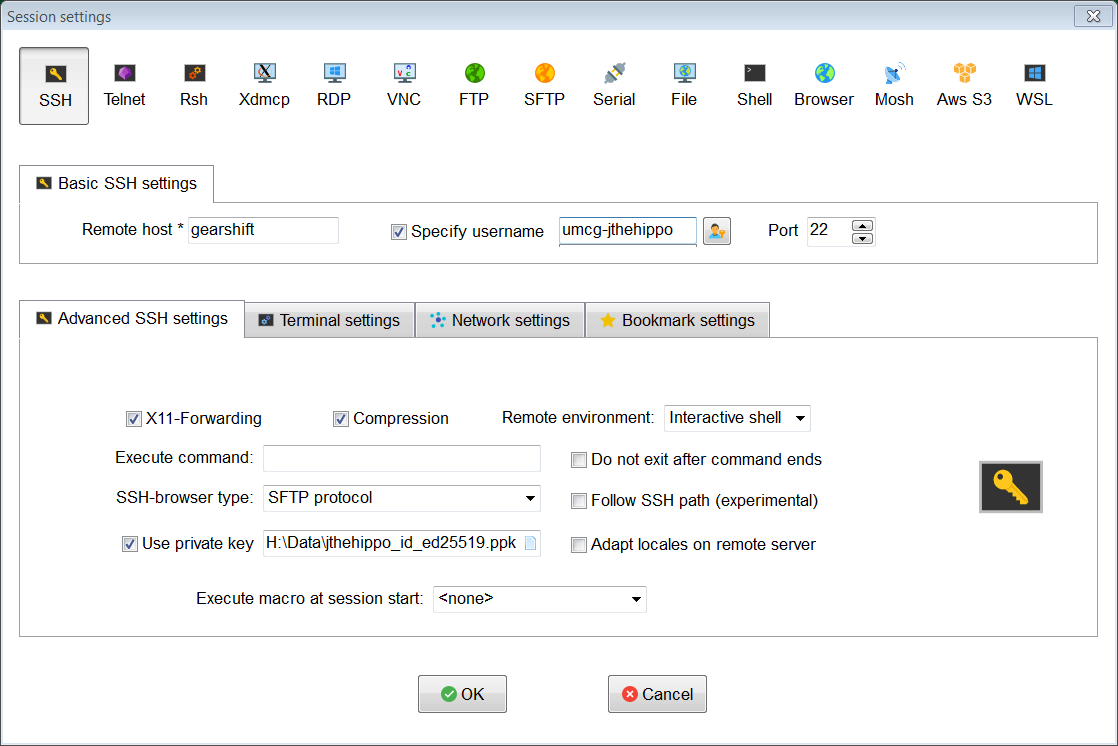 Session settings
SSH Telnet Rsh Xdmcp RDP VNC FTP SFTP Serial File Shell Browser Mosh Aws S3 WSL
Basic SSH settings
Remote host * gearshift Specify username umcg-jthehippo Port 22
Advanced SSH settings Terminal settings Network settings Bookmark settings
X11-Forwarding Compression Remote environment: Interactive shell
Execute command: Do not exit after command ends
SSH-browser type: SFTP protocol Follow SSH path (experimental)
Use private key H:\Data\jthehippo_id_ed25519.ppk Adapt locales on remote server
Execute macro at session start: <none>
OK Cancel